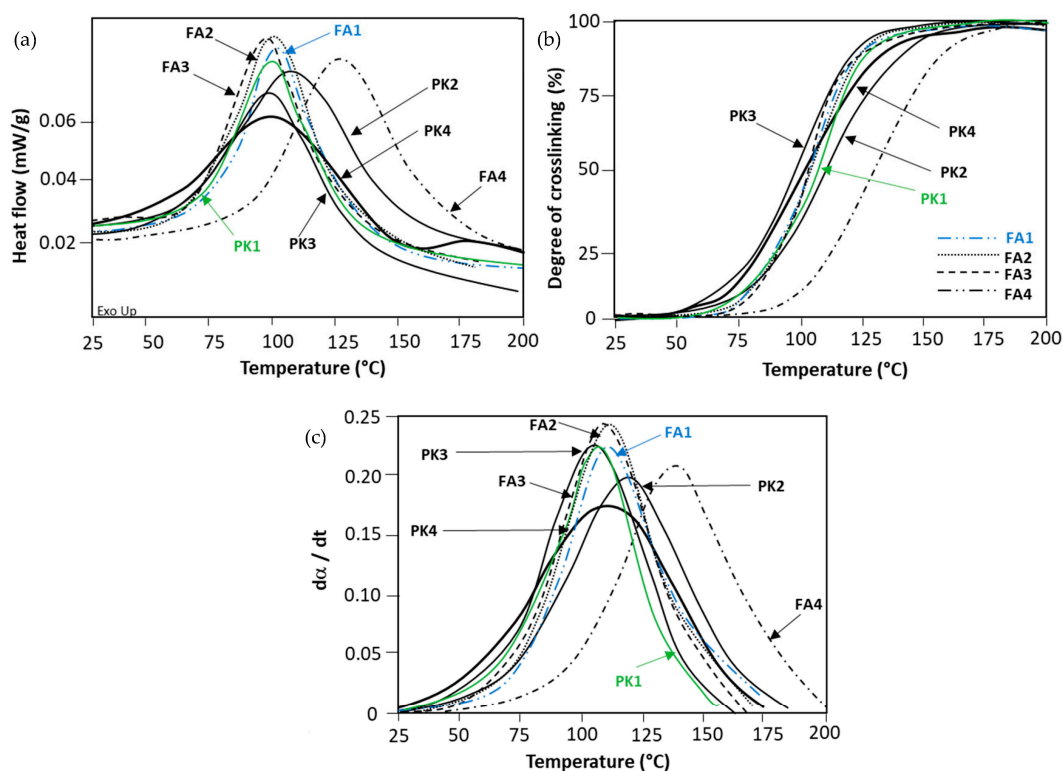 (a)
FA2
FA1
FA3
PK2
PK4
FA4
PK1
PK3
Heat flow (mW/g)
0.06
0.04
0.02
Exo Up
25
50
75
100
125
150
175
200
Temperature (°C)
(b)
Degree of crosslinking (%)
100
75
50
25
0
PK3
PK4
PK2
PK1
FA1
FA2
FA3
FA4
25
50
75
100
125
150
175
200
Temperature (°C)
(c)
dα / dt
0.25
0.20
0.15
0.10
0.05
0
FA2
FA1
PK3
FA3
PK2
PK4
FA4
PK1
25
50
75
100
125
150
175
200
Temperature (°C)